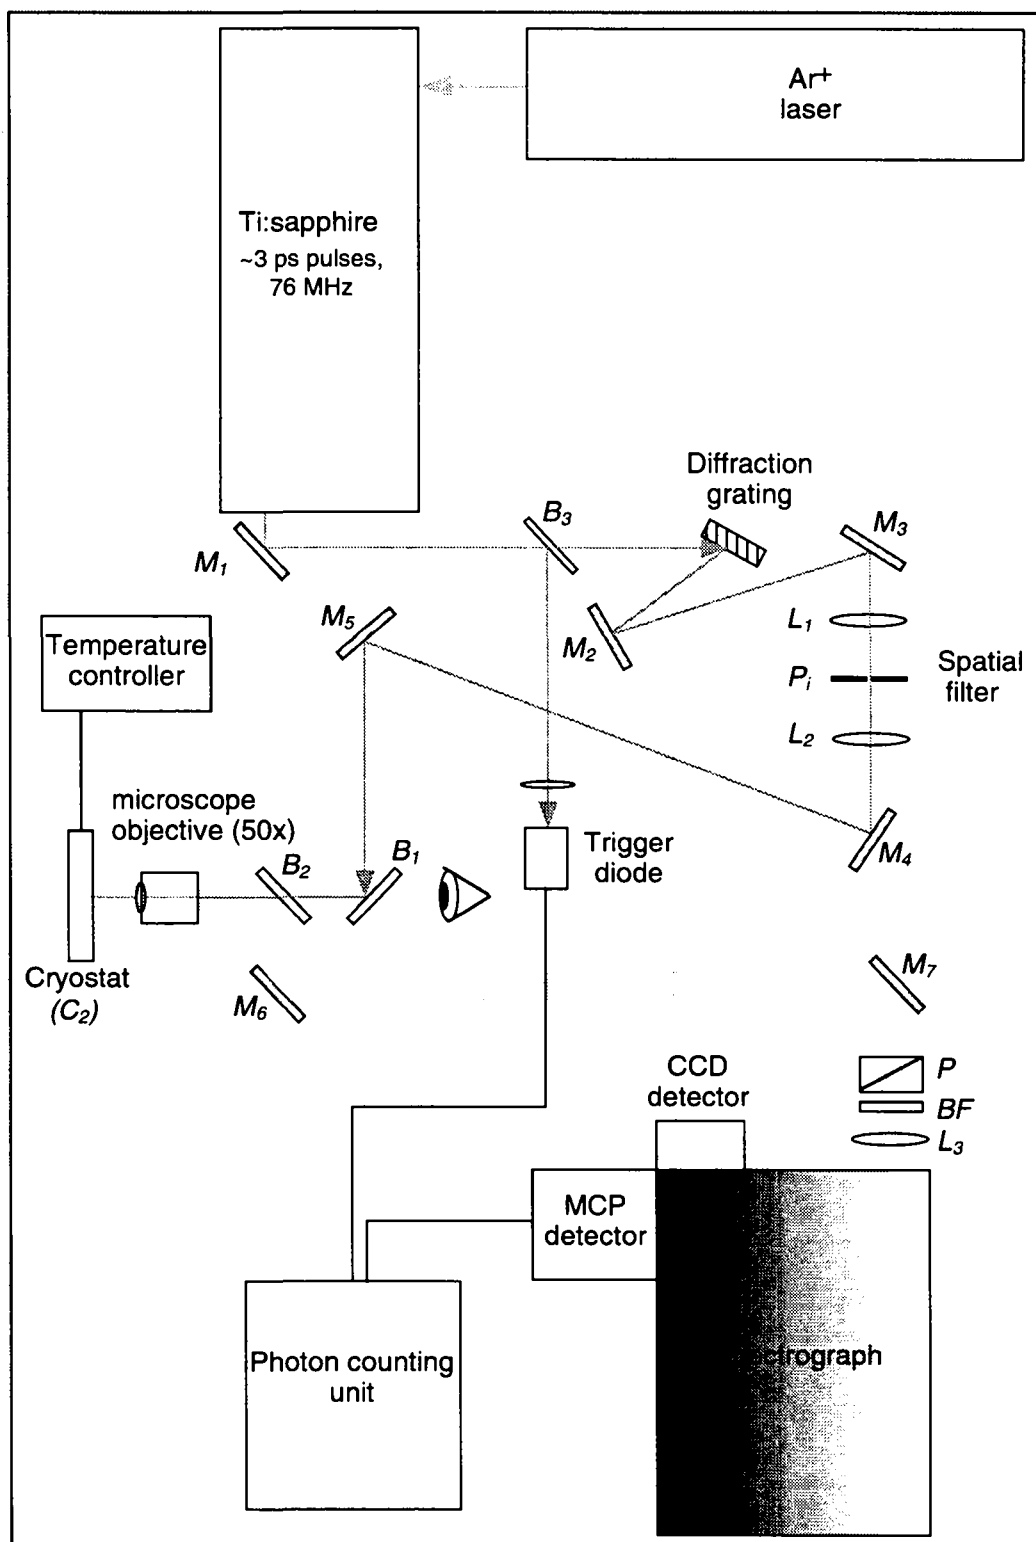 Ar+
laser
Ti:sapphire
~3 ps pulses,
76 MHz
Diffraction
grating
B3
M3
M1
M5
M2
L1
Temperature
controller
Pi
Spatial
filter
L2
microscope
objective (50x)
B2
B1
Trigger
diode
M4
Cryostat
(C2)
M6
M7
CCD
detector
P
BF
L3
MCP
detector
Photon counting
unit
ctrograph